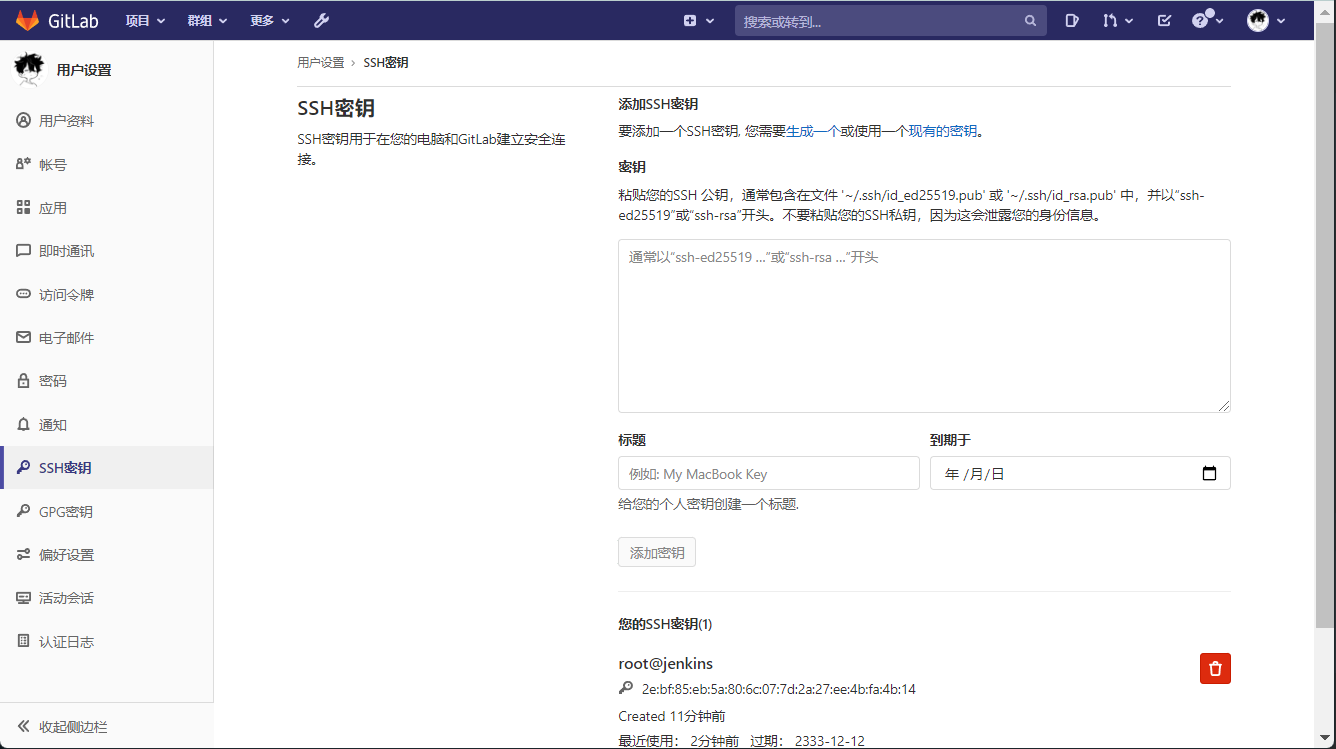 GitLab 项目 群组 更多 搜索或转到...
用户设置
用户资料
帐号
应用
即时通讯
访问令牌
电子邮件
密码
通知
SSH密钥
GPG密钥
偏好设置
活动会话
认证日志
收起侧边栏
用户设置 › SSH密钥
SSH密钥
SSH密钥用于在您的电脑和GitLab建立安全连
接。
添加SSH密钥
要添加一个SSH密钥, 您需要生成一个或使用一个现有的密钥。
密钥
粘贴您的SSH 公钥，通常包含在文件 '~/.ssh/id_ed25519.pub' 或 '~/.ssh/id_rsa.pub' 中，并以“ssh-
ed25519”或“ssh-rsa”开头。不要粘贴您的SSH私钥，因为这会泄露您的身份信息。
通常以“ssh-ed25519 ...”或“ssh-rsa ...”开头
标题 到期于
例如: My MacBook Key 年 /月/日
给您的个人密钥创建一个标题.
添加密钥
您的SSH密钥(1)
root@jenkins
2e:bf:85:eb:5a:80:6c:07:7d:2a:27:ee:4b:fa:4b:14
Created 11分钟前
最近使用： 2分钟前 过期： 2333-12-12